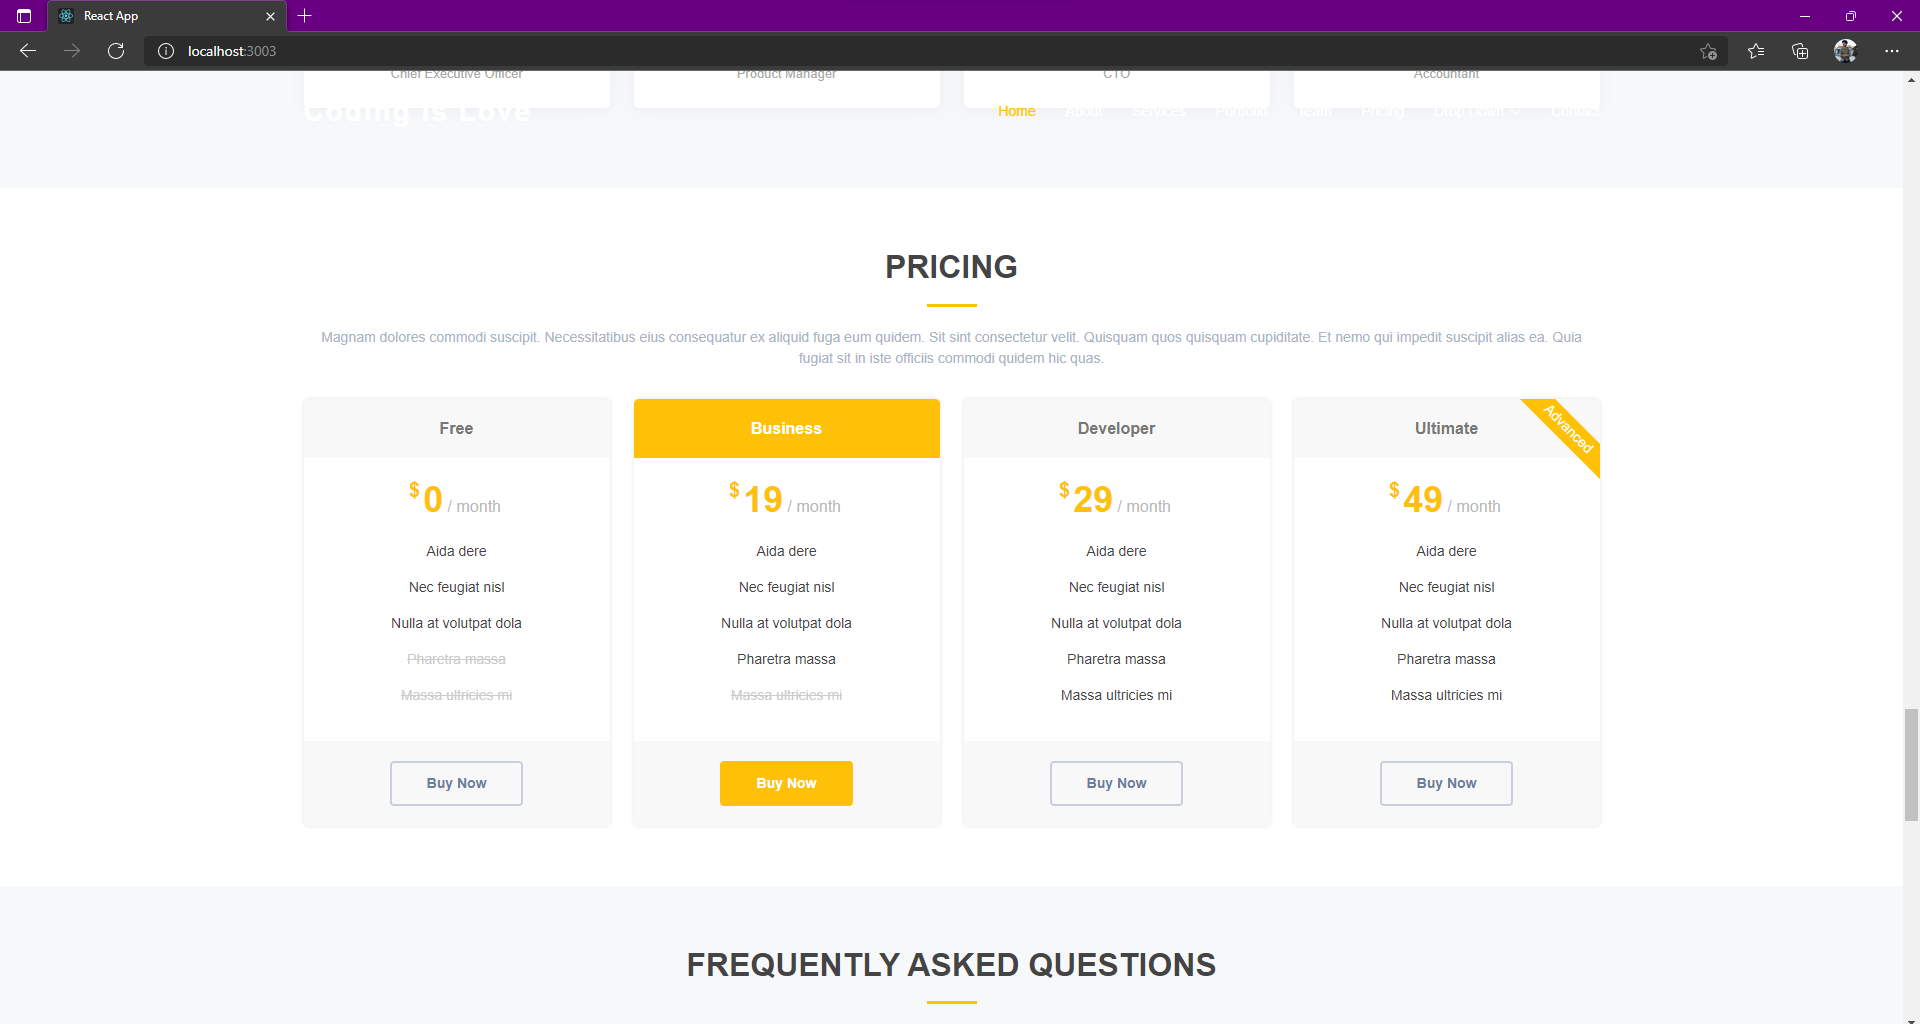 React App
localhost:3003
Chief Executive Officer
Product Manager
CTO
Accountant
Coding Is Love
Home About Services Portfolio Team Pricing Drop Down Contact
PRICING
Magnam dolores commodi suscipit. Necessitatibus eius consequatur ex aliquid fuga eum quidem. Sit sint consectetur velit. Quisquam quos quisquam cupiditate. Et nemo qui impedit suscipit alias ea. Quia
fugiat sit in iste officiis commodi quidem hic quas.
Free
$0 / month
Aida dere
Nec feugiat nisl
Nulla at volutpat dola
Pharetra massa
Massa ultricies mi
Buy Now
Business
$19 / month
Aida dere
Nec feugiat nisl
Nulla at volutpat dola
Pharetra massa
Massa ultricies mi
Buy Now
Developer
$29 / month
Aida dere
Nec feugiat nisl
Nulla at volutpat dola
Pharetra massa
Massa ultricies mi
Buy Now
Ultimate
Advanced
$49 / month
Aida dere
Nec feugiat nisl
Nulla at volutpat dola
Pharetra massa
Massa ultricies mi
Buy Now
FREQUENTLY ASKED QUESTIONS